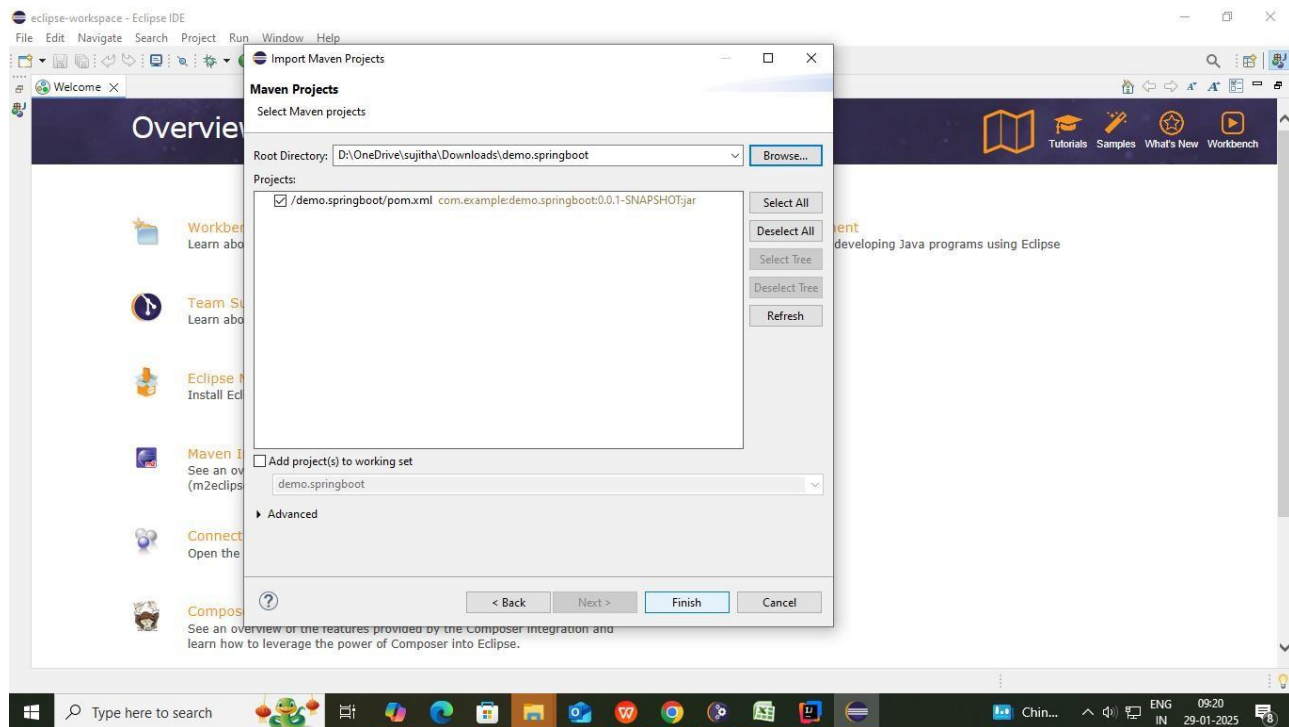 eclipse-workspace - Eclipse IDE
File Edit Navigate Search Project Run Window Help
Welcome
Overview
Tutorials Samples What's New Workbench
Import Maven Projects
Maven Projects
Select Maven projects
Root Directory: D:\OneDrive\sujitha\Downloads\demo.springboot Browse...
Projects:
/demo.springboot/pom.xml com.example:demo.springboot:0.0.1-SNAPSHOT:jar
Select All
Deselect All
Select Tree
Deselect Tree
Refresh
Add project(s) to working set
demo.springboot
Advanced
< Back Next > Finish Cancel
Workben
Learn abo
Team Su
Learn abo
Eclipse M
Install Ecl
Maven I
See an ov
(m2eclips
Connect
Open the
Compos
See an overview of the features provided by the Composer integration and
learn how to leverage the power of Composer into Eclipse.
ent
developing Java programs using Eclipse
Type here to search
Chin...
ENG
IN
09:20
29-01-2025
8